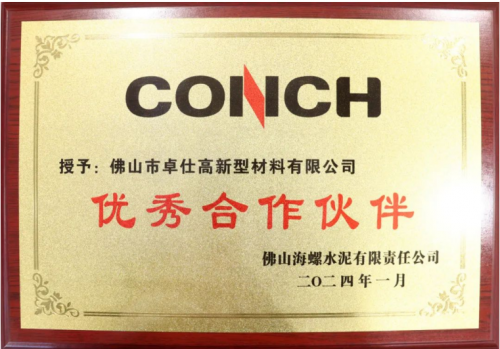 CONCH
授予：佛山市卓仕高新型材料有限公司
优秀合作伙伴
佛山海螺水泥有限责任公司
二〇二四年一月